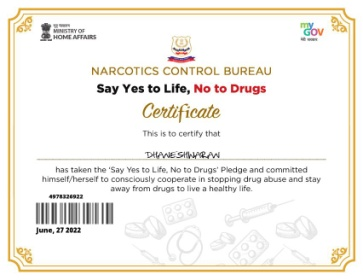 MINISTRY OF
HOME AFFAIRS
my
GOV
मेरी सरकार
NARCOTICS CONTROL BUREAU
Say Yes to Life, No to Drugs
Certificate
This is to certify that
DHANESHWARAN
has taken the 'Say Yes to Life, No to Drugs' Pledge and committed
himself/herself to consciously cooperate in stopping drug abuse and stay
away from drugs to live a healthy life.
4978326922
June, 27 2022